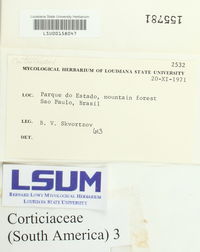 Louisiana State University Herbarium
LSU00158047
155781
2532
MYCOLOGICAL HERBARIUM OF LOUISIANA STATE UNIVERSITY
20-XI-1971
LOC. Parque do Estado, mountain forest
Sao Paulo, Brasil
LEG. B. V. Skvortzov
DET.
LSUM
BERNARD LOWY MYCOLOGICAL HERBARIUM
LOUISIANA STATE UNIVERSITY
Corticiaceae
(South America) 3